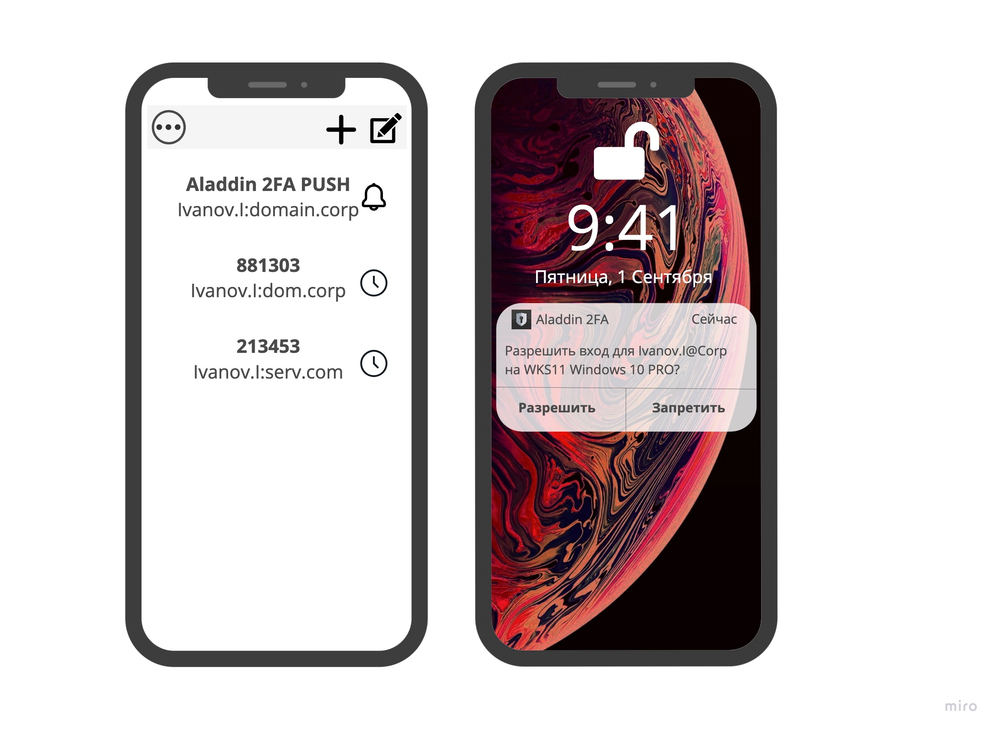 Aladdin 2FA PUSH
Ivanov.I:domain.corp
881303
Ivanov.I:dom.corp
213453
Ivanov.I:serv.com
9:41
Пятница, 1 Сентября
Aladdin 2FA Сейчас
Разрешить вход для Ivanov.I@Corp
на WKS11 Windows 10 PRO?
Разрешить Запретить
miro